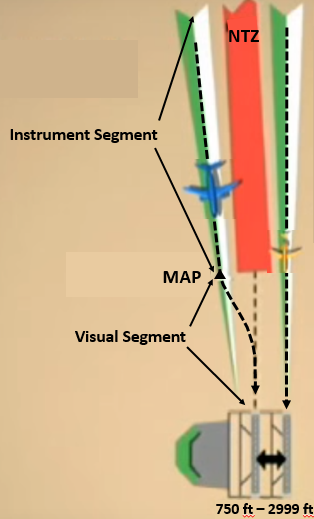 NTZ
Instrument Segment
MAP
Visual Segment
750 ft – 2999 ft